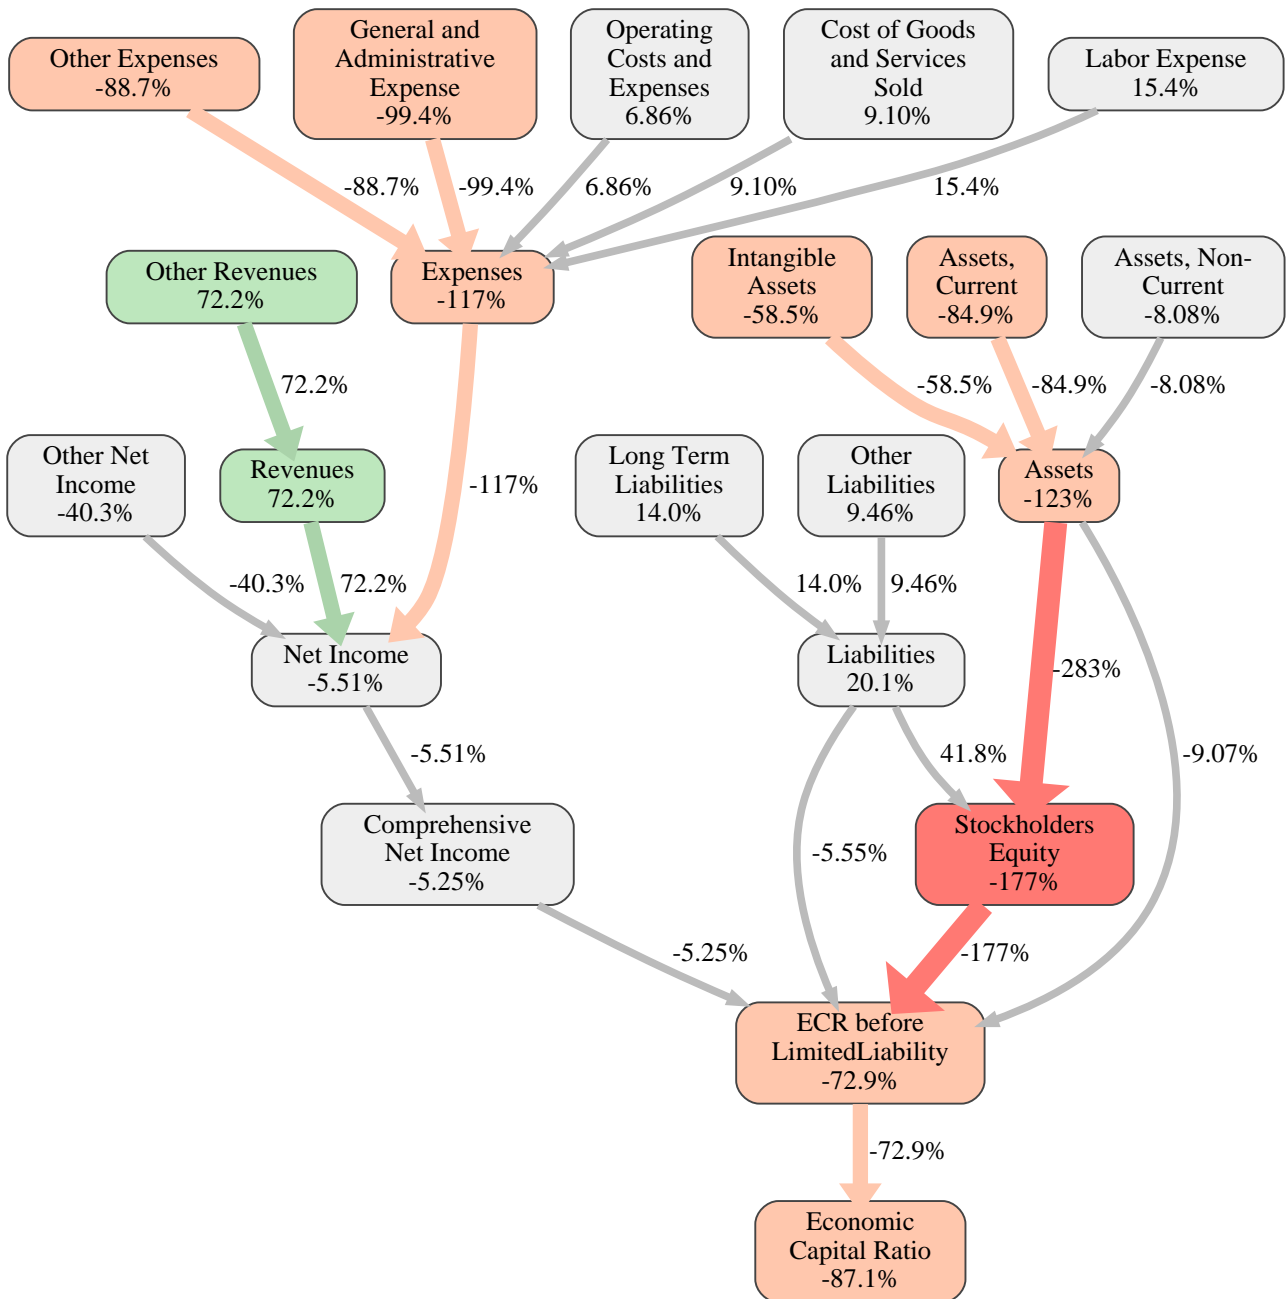 Other Expenses
-88.7%
General and
Administrative
Expense
-99.4%
Operating
Costs and
Expenses
6.86%
Cost of Goods
and Services
Sold
9.10%
Labor Expense
15.4%
-88.7%
-99.4%
6.86%
9.10%
15.4%
Other Revenues
72.2%
Expenses
-117%
Intangible
Assets
-58.5%
Assets,
Current
-84.9%
Assets, Non-
Current
-8.08%
72.2%
-58.5%
-84.9%
-8.08%
Other Net
Income
-40.3%
Revenues
72.2%
-117%
Long Term
Liabilities
14.0%
Other
Liabilities
9.46%
Assets
-123%
-40.3%
72.2%
14.0%
9.46%
Net Income
-5.51%
Liabilities
20.1%
-283%
-5.51%
41.8%
-9.07%
Comprehensive
Net Income
-5.25%
-5.55%
Stockholders
Equity
-177%
-5.25%
-177%
ECR before
LimitedLiability
-72.9%
-72.9%
Economic
Capital Ratio
-87.1%